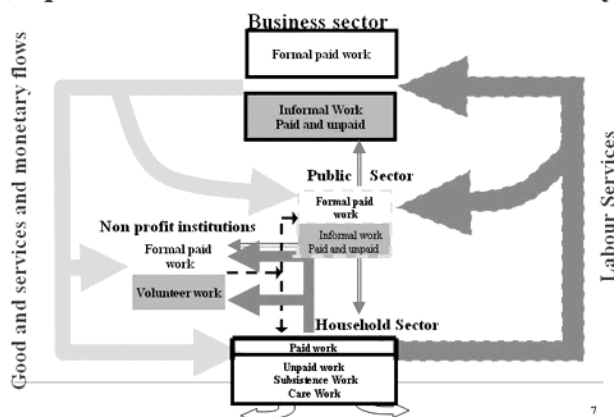 Business sector
Formal paid work
Informal Work
Paid and unpaid
Public Sector
Formal paid
work
Informal work
Paid and unpaid
Non profit institutions
Formal paid
work
Volunteer work
Household Sector
Paid work
Unpaid work
Subsistence Work
Care Work
Good and services and monetary flows
Labour Services
7